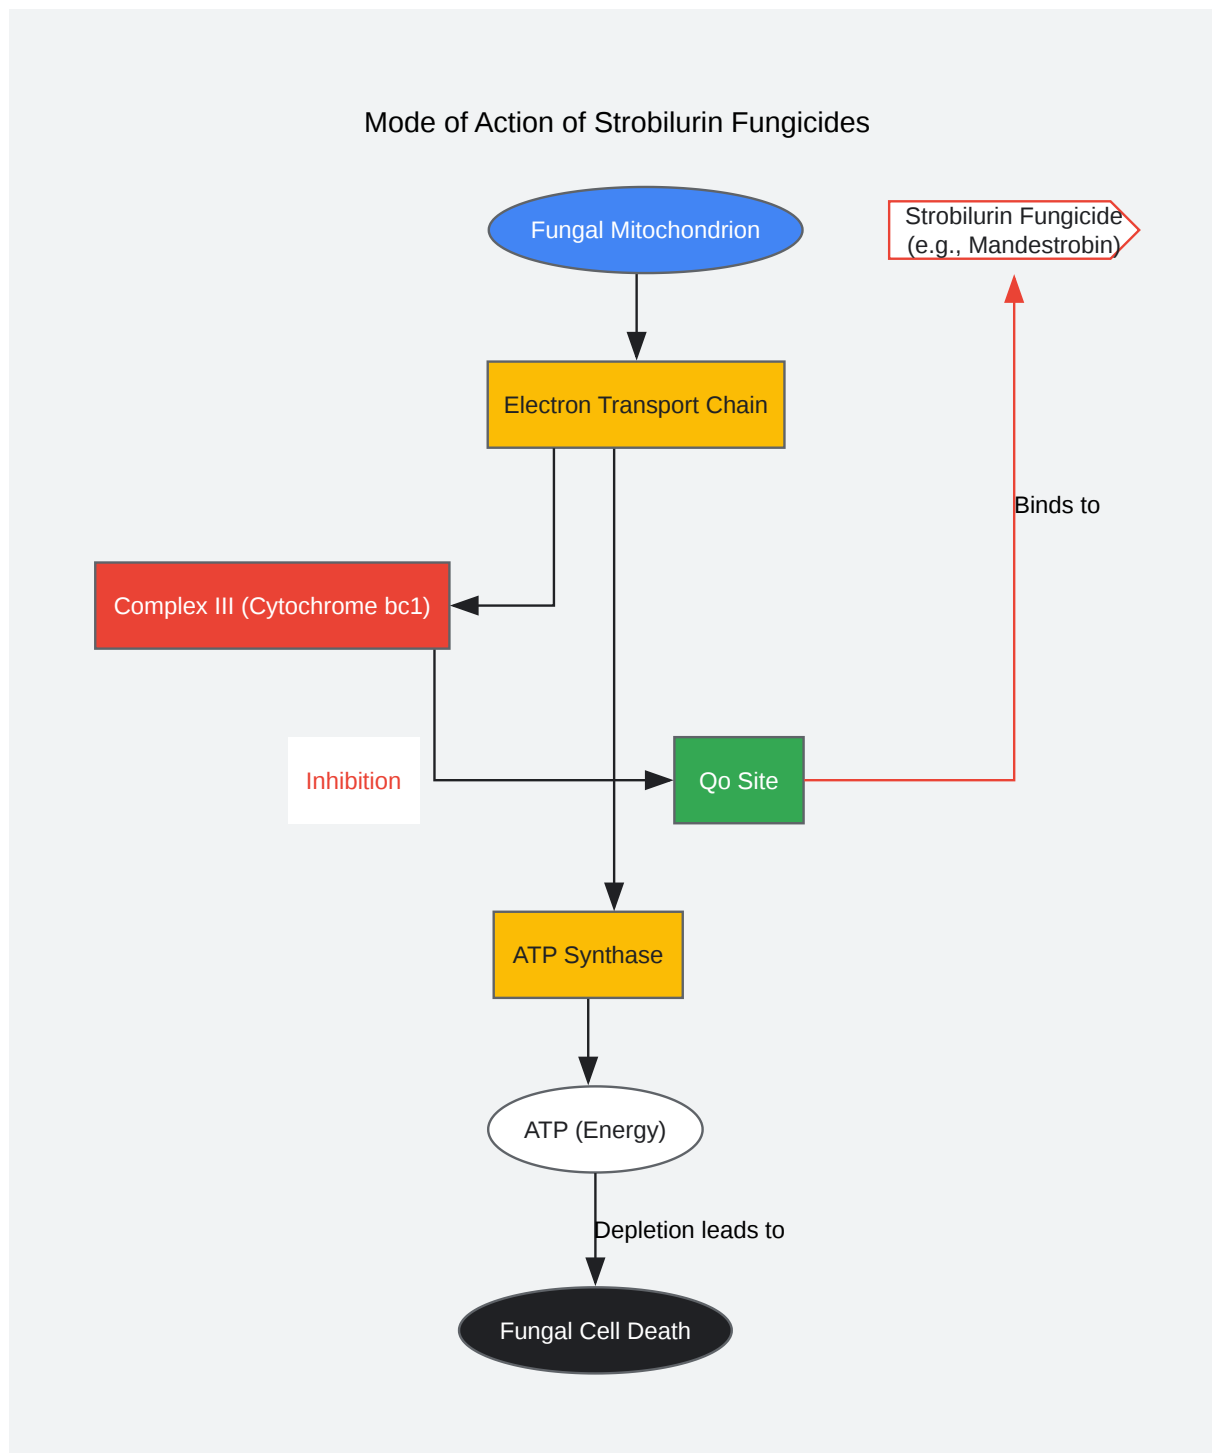 Mode of Action of Strobilurin Fungicides
Fungal Mitochondrion
Strobilurin Fungicide
(e.g., Mandestrobin)
Electron Transport Chain
Binds to
Complex III (Cytochrome bc1)
Inhibition
Qo Site
ATP Synthase
ATP (Energy)
Depletion leads to
Fungal Cell Death